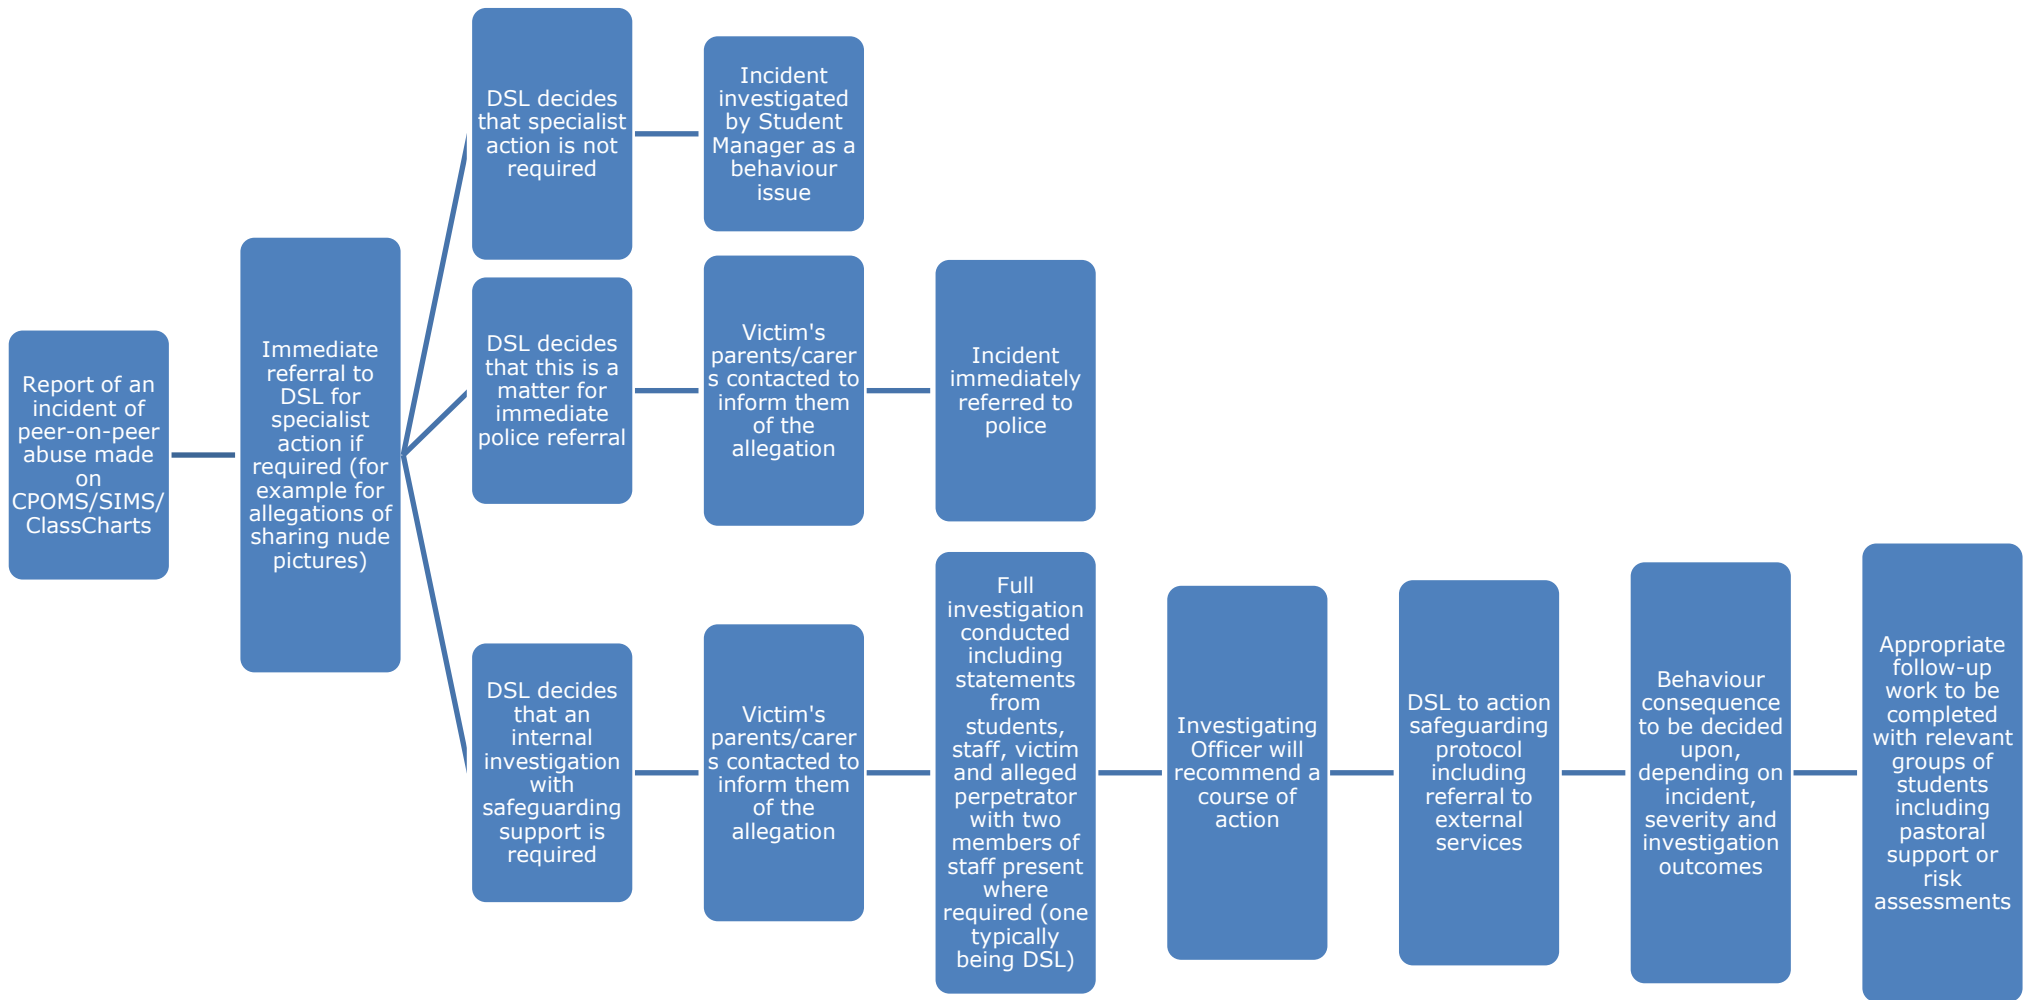 Report of an
incident of
peer-on-peer
abuse made
on
CPOMS/SIMS/
ClassCharts
Immediate
referral to
DSL for
specialist
action if
required (for
example for
allegations of
sharing nude
pictures)
DSL decides
that specialist
action is not
required
Incident
investigated
by Student
Manager as a
behaviour
issue
DSL decides
that this is a
matter for
immediate
police referral
Victim's
parents/carer
s contacted to
inform them
of the
allegation
Incident
immediately
referred to
police
DSL decides
that an
internal
investigation
with
safeguarding
support is
required
Victim's
parents/carer
s contacted to
inform them
of the
allegation
Full
investigation
conducted
including
statements
from
students,
staff, victim
and alleged
perpetrator
with two
members of
staff present
where
required (one
typically
being DSL)
Investigating
Officer will
recommend a
course of
action
DSL to action
safeguarding
protocol
including
referral to
external
services
Behaviour
consequence
to be decided
upon,
depending on
incident,
severity and
investigation
outcomes
Appropriate
follow-up
work to be
completed
with relevant
groups of
students
including
pastoral
support or
risk
assessments